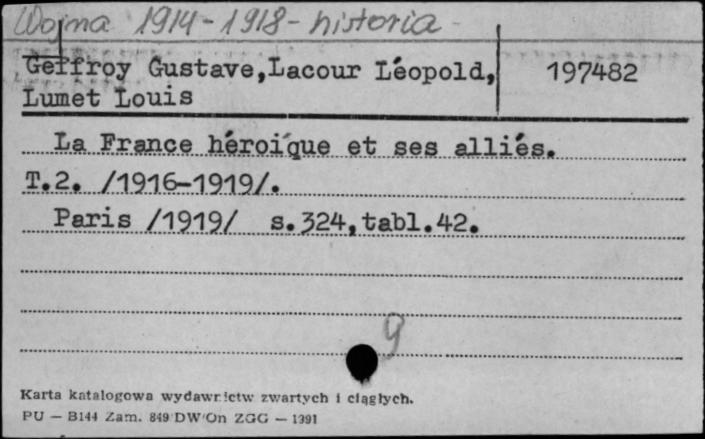 Wojna 1914-1918- historia
Geffroy Gustave,Lacour Léopold, 197482
Lumet Louis
La France héroique et ses alliés.
T.2. /1916-1919/.
Paris /1919/ s.324,tabl.42.
9
Karta katalogowa wydawnictw zwartych i ciągłych.
PU — B144 Zam. 849 DW On ZGG — 1391